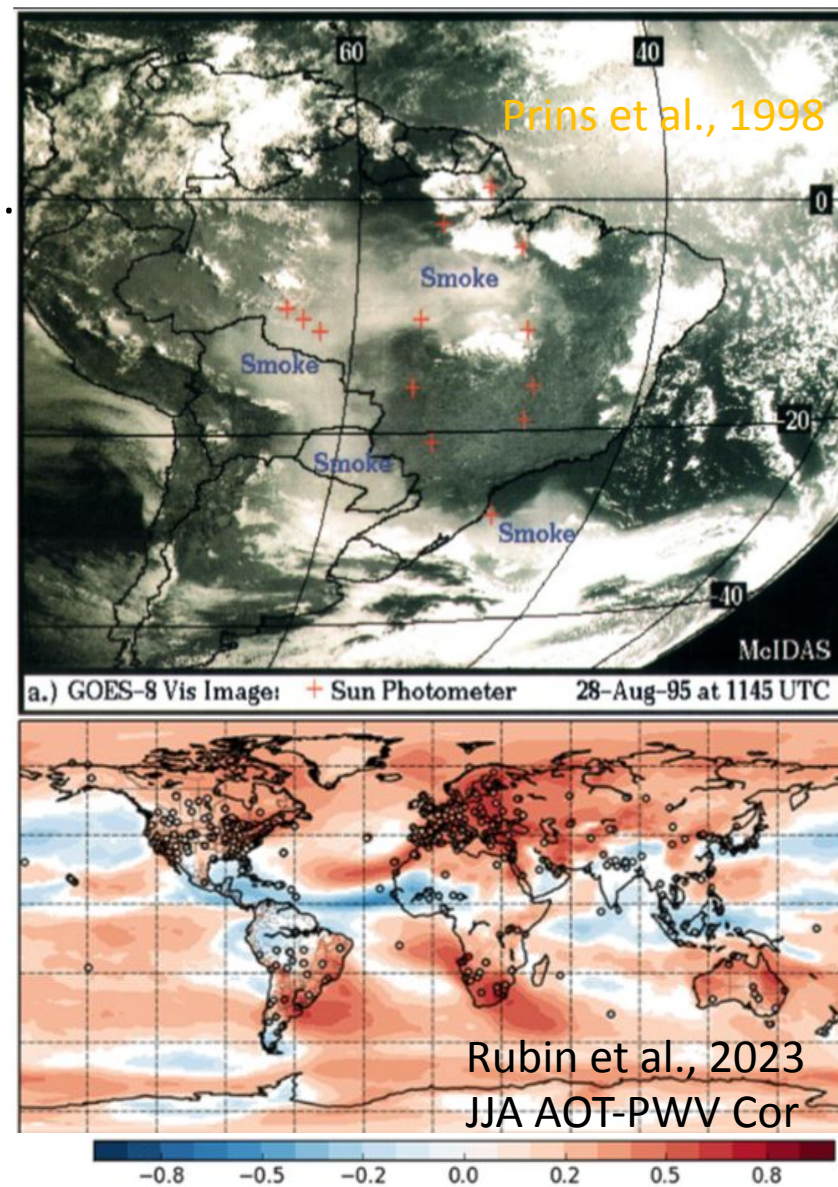 60
40
Prins et al., 1998
0
Smoke
Smoke
-20
Smoke
Smoke
-40
McIDAS
a.) GOES-8 Vis Image: + Sun Photometer 28-Aug-95 at 1145 UTC
Rubin et al., 2023
JJA AOT-PWV Cor
−0.8 −0.5 −0.2 0.0 0.2 0.5 0.8